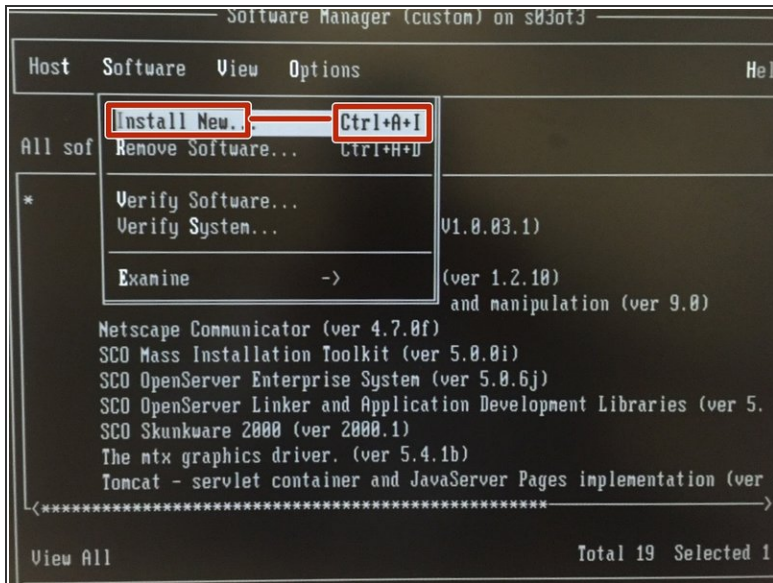 Software Manager (custom) on s03ot3
Host Software View Options Hel
Install New... Ctrl+A+I
All sof Remove Software... Ctrl+A+D
* Verify Software...
Verify System... V1.0.03.1)
Examine -> (ver 1.2.10)
and manipulation (ver 9.0)
Netscape Communicator (ver 4.7.0f)
SCO Mass Installation Toolkit (ver 5.0.0i)
SCO OpenServer Enterprise System (ver 5.0.6j)
SCO OpenServer Linker and Application Development Libraries (ver 5.
SCO Skunkware 2000 (ver 2000.1)
The mtx graphics driver. (ver 5.4.1b)
Tomcat - servlet container and JavaServer Pages implementation (ver
<****************************************************---------------------->
View All Total 19 Selected 1